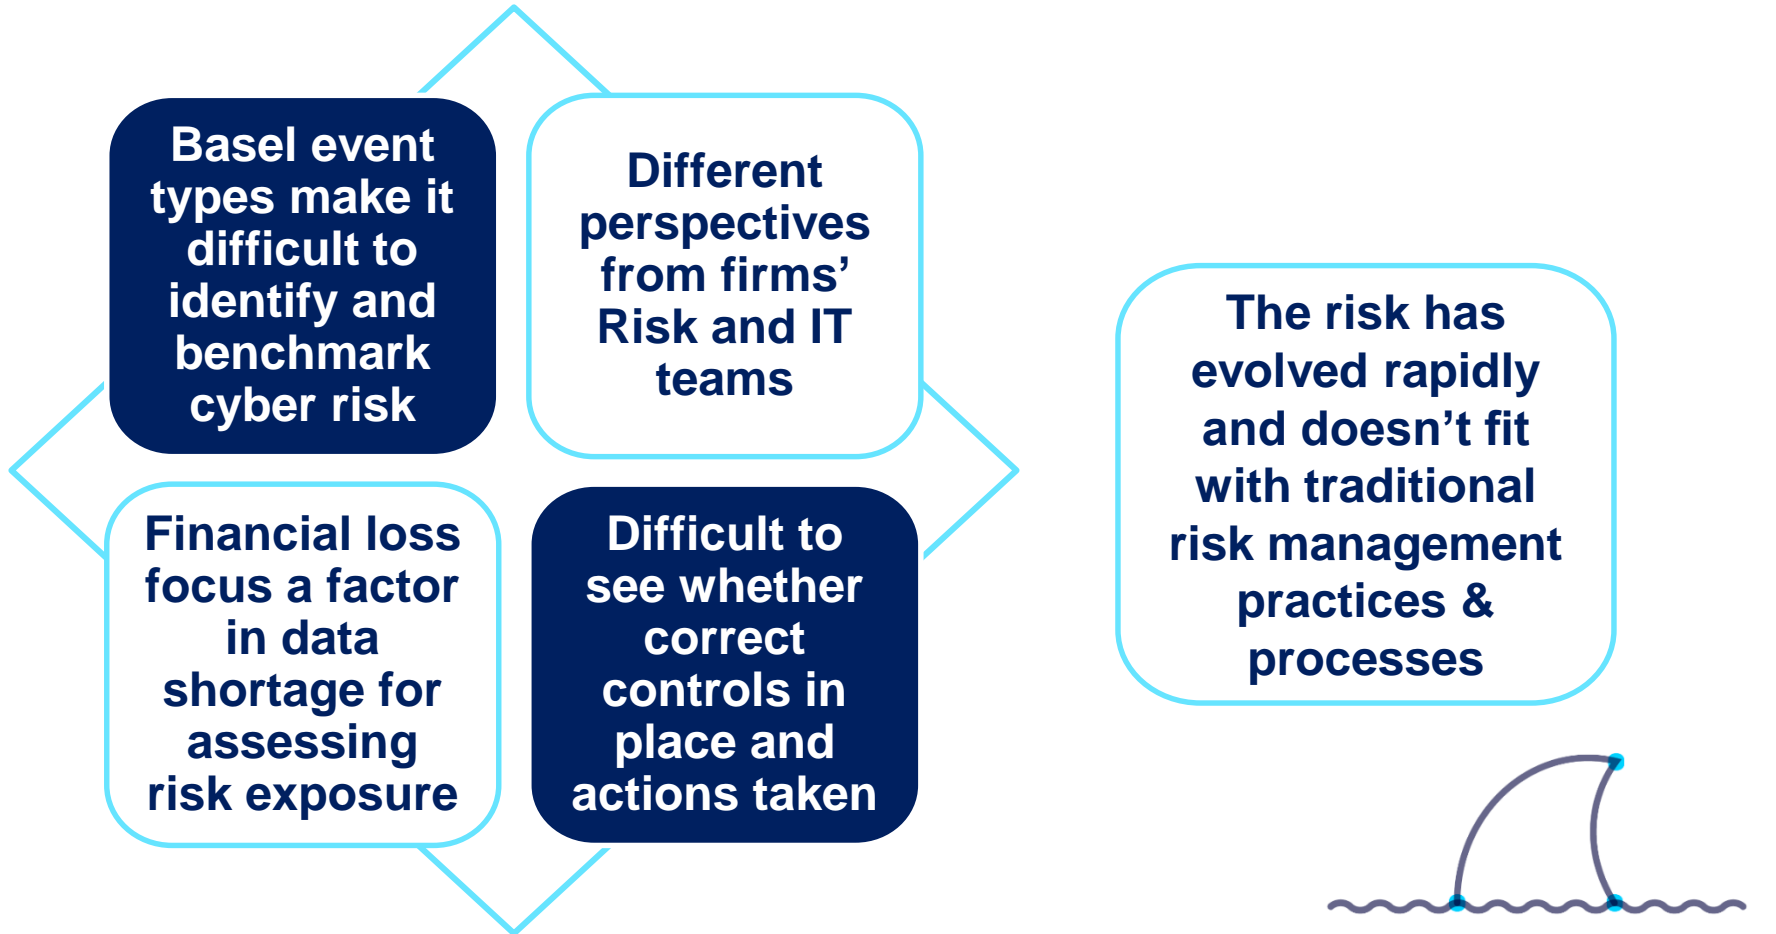 Basel event
types make it
difficult to
identify and
benchmark
cyber risk
Different
perspectives
from firms’
Risk and IT
teams
Financial loss
focus a factor
in data
shortage for
assessing
risk exposure
Difficult to
see whether
correct
controls in
place and
actions taken
The risk has
evolved rapidly
and doesn’t fit
with traditional
risk management
practices &
processes